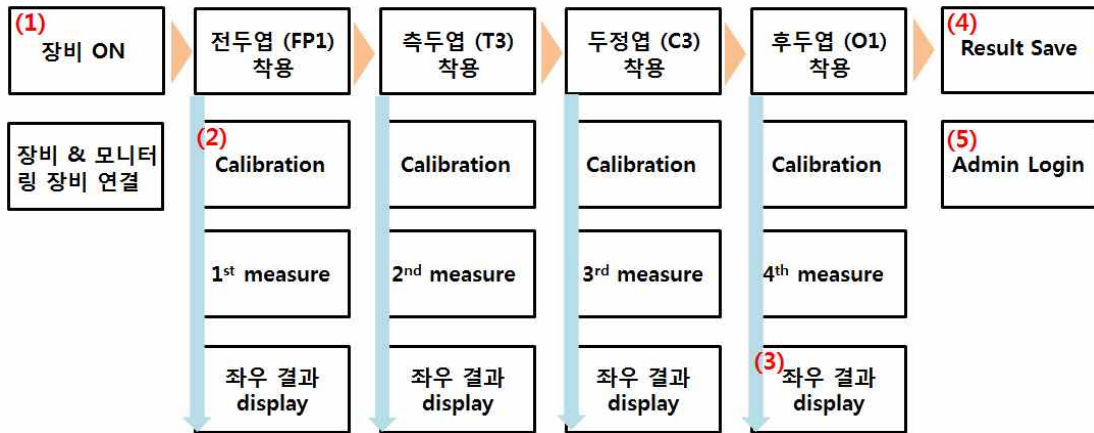 (1)
장비 ON
전두엽 (FP1)
착용
측두엽 (T3)
착용
두정엽 (C3)
착용
후두엽 (O1)
착용
(4)
Result Save
장비 & 모니터
링 장비 연결
(2)
Calibration
Calibration
Calibration
Calibration
(5)
Admin Login
1st measure
2nd measure
3rd measure
4th measure
좌우 결과
display
좌우 결과
display
좌우 결과
display
(3)
좌우 결과
display